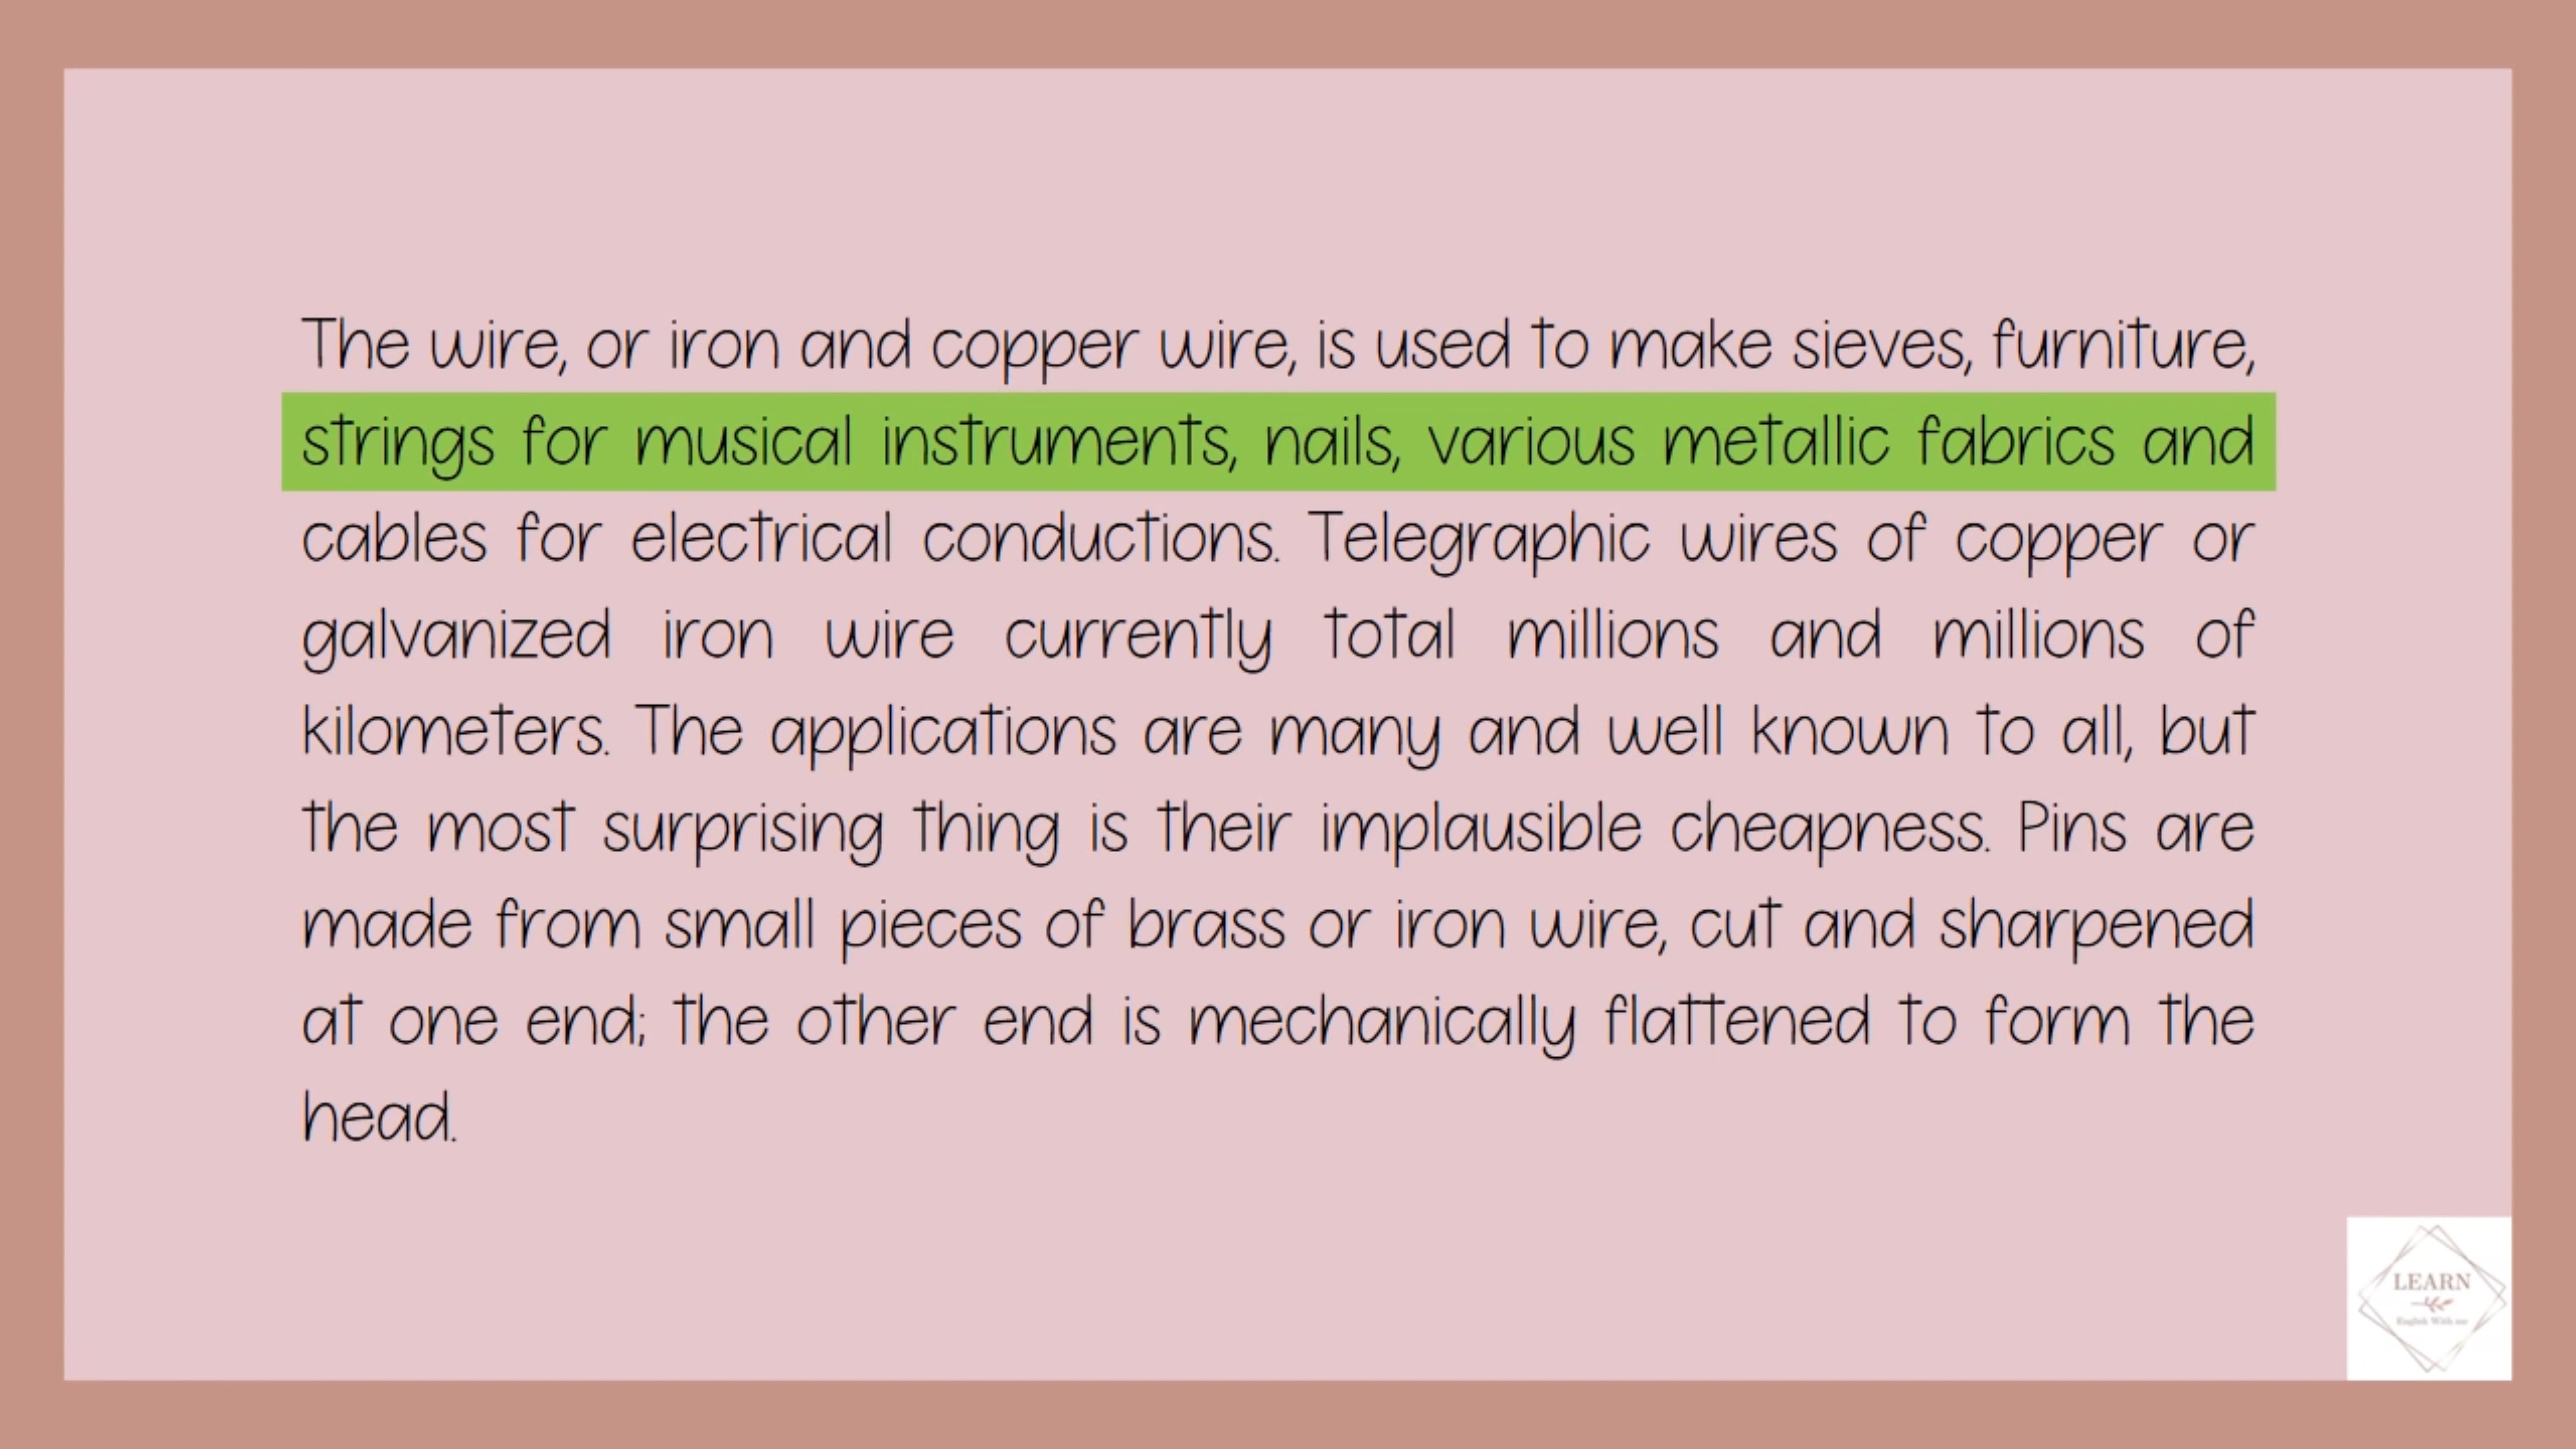 The wire, or iron and copper wire, is used to make sieves, furniture,
strings for musical instruments, nails, various metallic fabrics and
cables for electrical conductions. Telegraphic wires of copper or
galvanized iron wire currently total millions and millions of
kilometers. The applications are many and well known to all, but
the most surprising thing is their implausible cheapness. Pins are
made from small pieces of brass or iron wire, cut and sharpened
at one end; the other end is mechanically flattened to form the
head.
LEARN
English With me